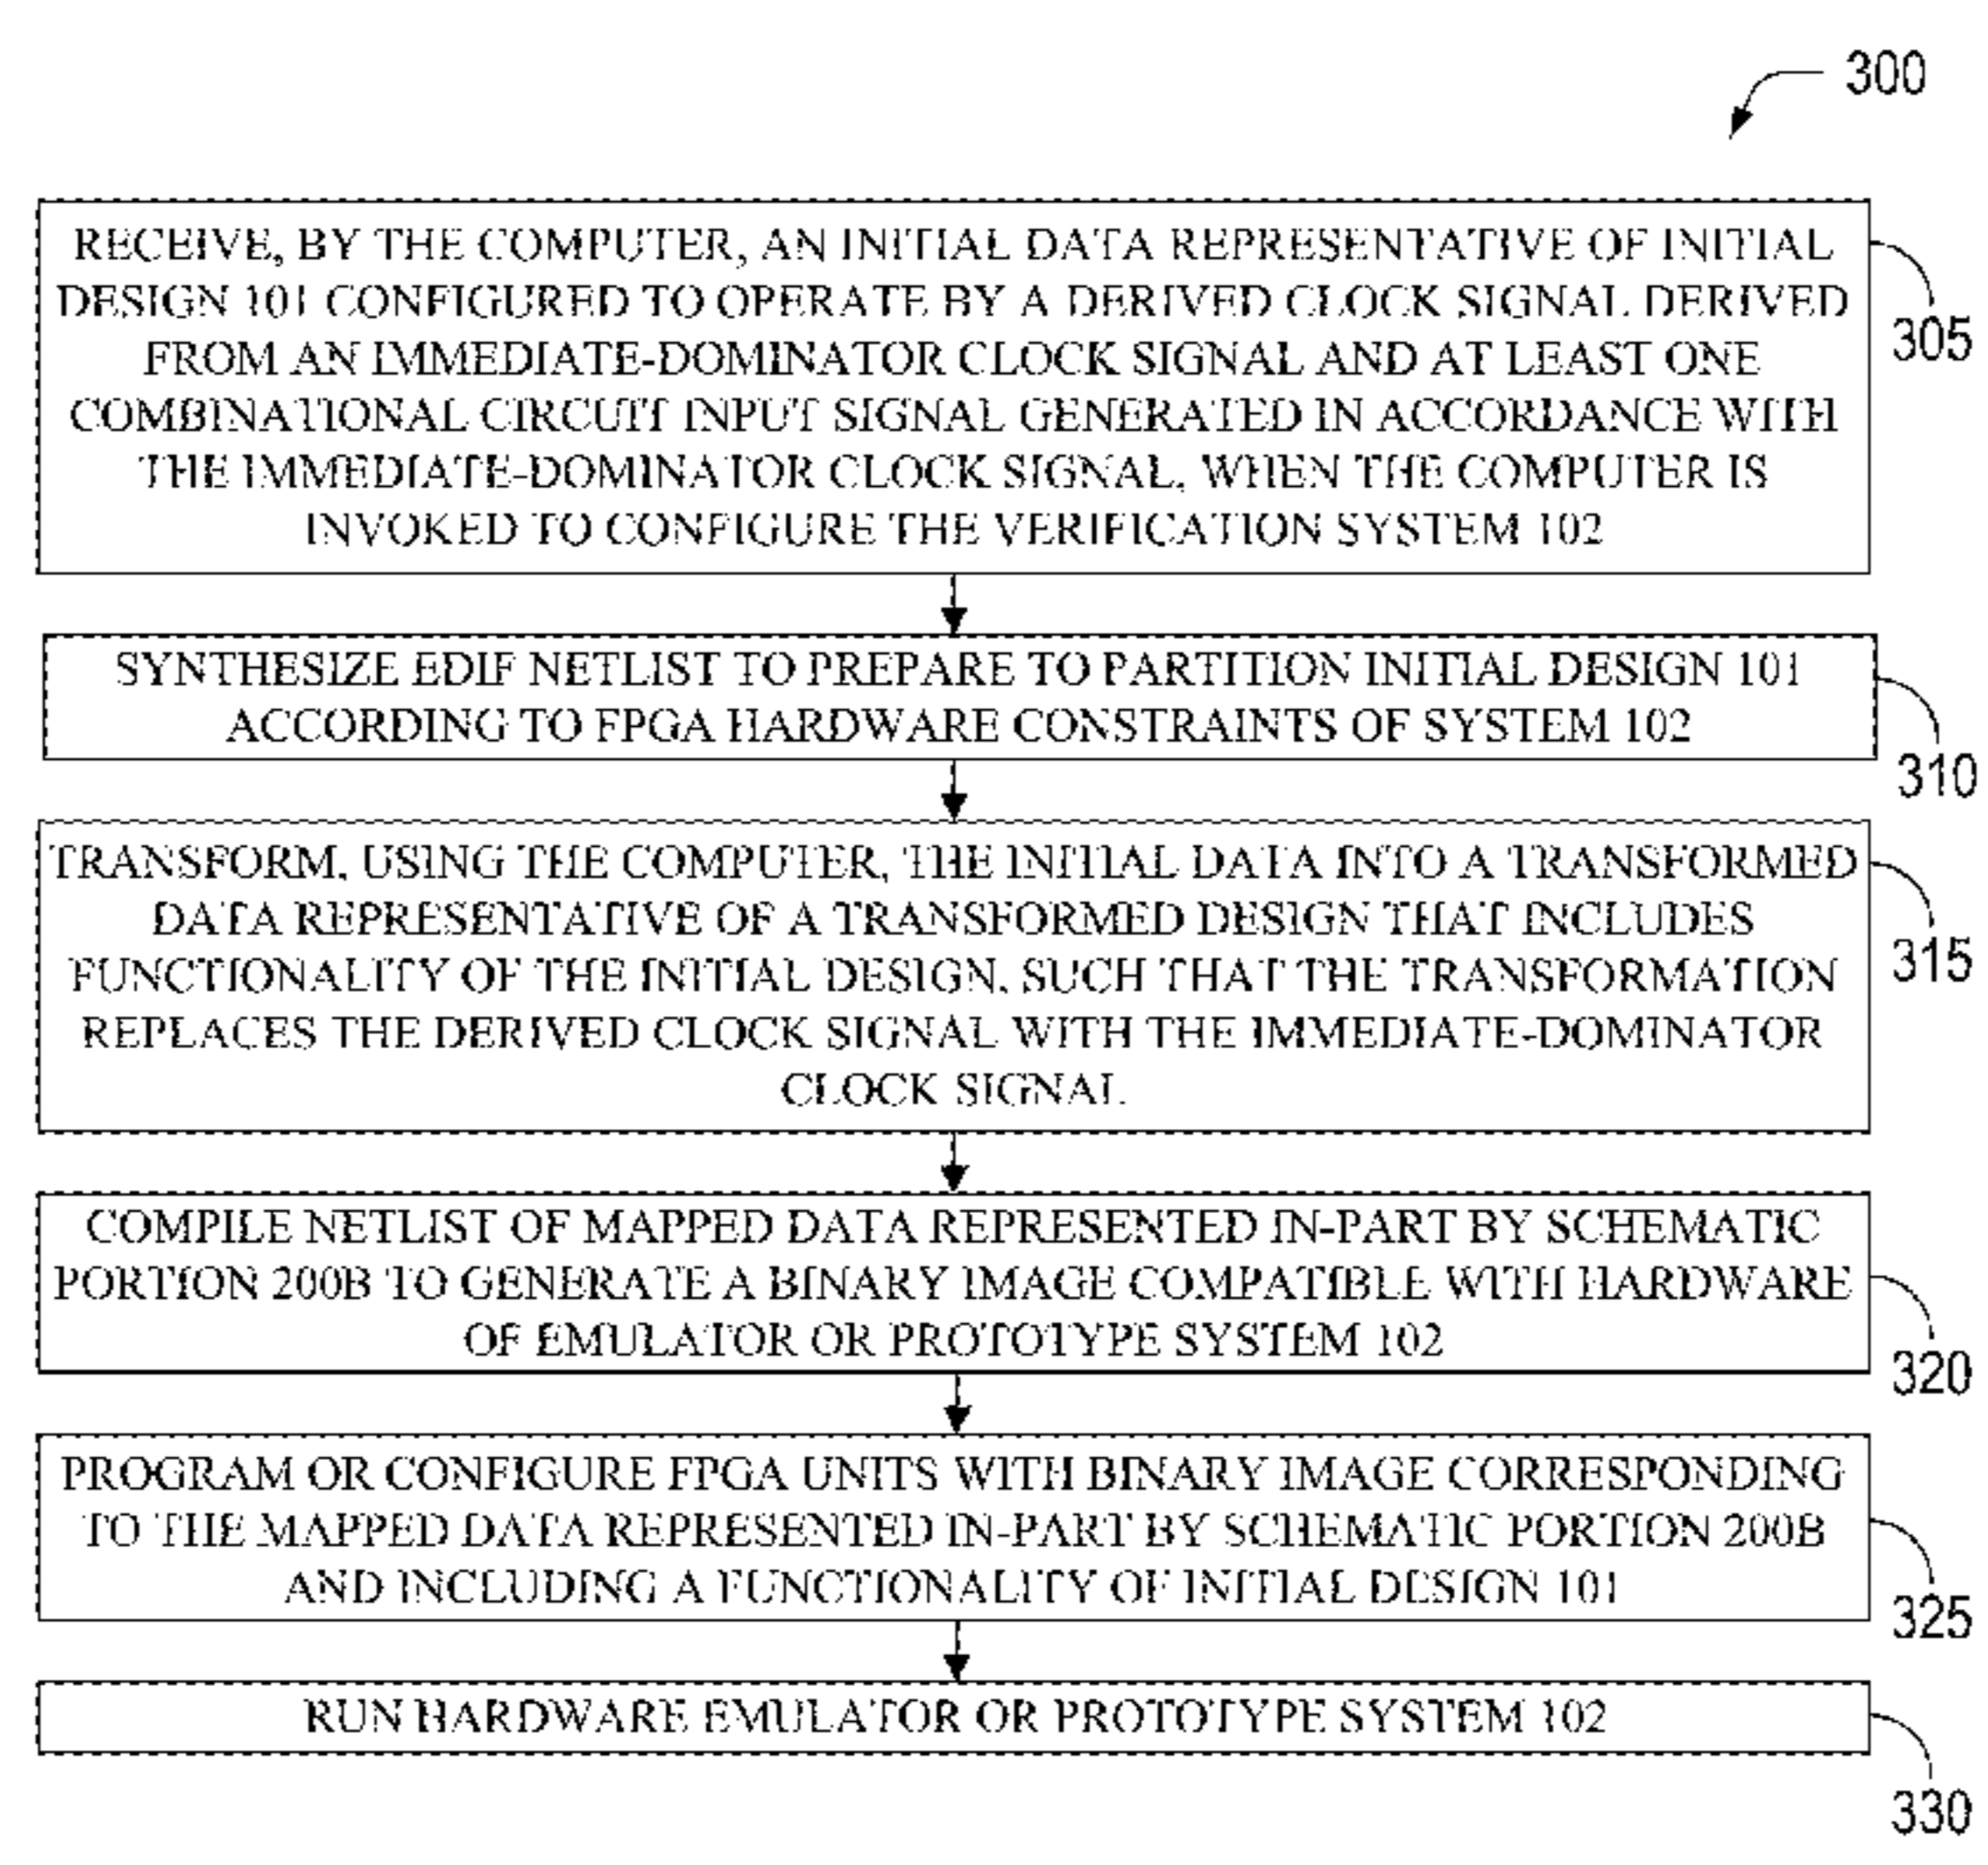 300
RECEIVE, BY THE COMPUTER, AN INITIAL DATA REPRESENTATIVE OF INITIAL
DESIGN 101 CONFIGURED TO OPERATE BY A DERIVED CLOCK SIGNAL DERIVED
FROM AN IMMEDIATE-DOMINATOR CLOCK SIGNAL AND AT LEAST ONE
COMBINATIONAL CIRCUIT INPUT SIGNAL GENERATED IN ACCORDANCE WITH
THE IMMEDIATE-DOMINATOR CLOCK SIGNAL, WHEN THE COMPUTER IS
INVOKED TO CONFIGURE THE VERIFICATION SYSTEM 102
305
SYNTHESIZE EDIF NETLIST TO PREPARE TO PARTITION INITIAL DESIGN 101
ACCORDING TO FPGA HARDWARE CONSTRAINTS OF SYSTEM 102
310
TRANSFORM, USING THE COMPUTER, THE INITIAL DATA INTO A TRANSFORMED
DATA REPRESENTATIVE OF A TRANSFORMED DESIGN THAT INCLUDES
FUNCTIONALITY OF THE INITIAL DESIGN, SUCH THAT THE TRANSFORMATION
REPLACES THE DERIVED CLOCK SIGNAL WITH THE IMMEDIATE-DOMINATOR
CLOCK SIGNAL
315
COMPILE NETLIST OF MAPPED DATA REPRESENTED IN-PART BY SCHEMATIC
PORTION 200B TO GENERATE A BINARY IMAGE COMPATIBLE WITH HARDWARE
OF EMULATOR OR PROTOTYPE SYSTEM 102
320
PROGRAM OR CONFIGURE FPGA UNITS WITH BINARY IMAGE CORRESPONDING
TO THE MAPPED DATA REPRESENTED IN-PART BY SCHEMATIC PORTION 200B
AND INCLUDING A FUNCTIONALITY OF INITIAL DESIGN 101
325
RUN HARDWARE EMULATOR OR PROTOTYPE SYSTEM 102
330